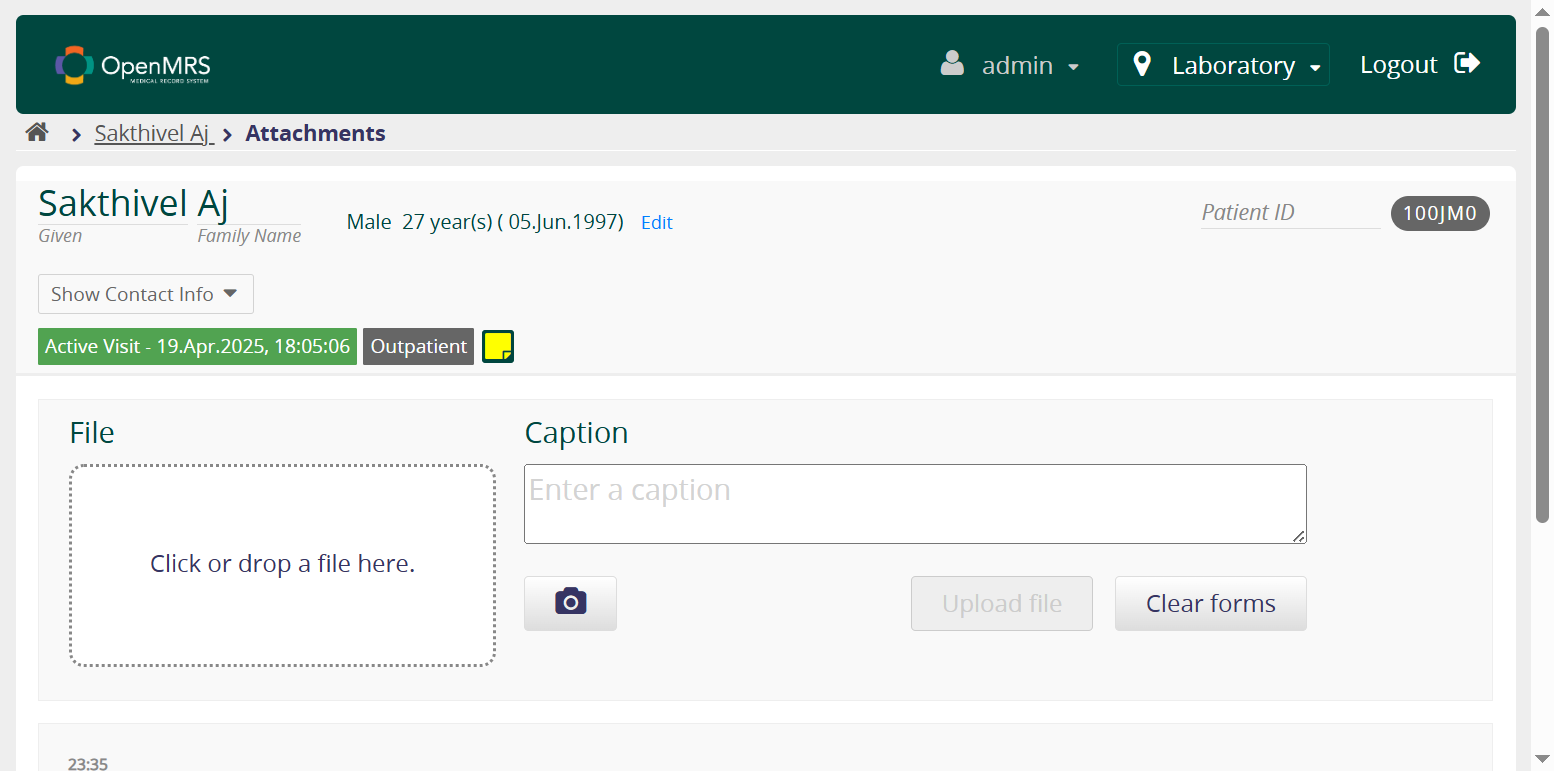 OpenMRS
MEDICAL RECORD SYSTEM
admin
Laboratory
Logout
Sakthivel Aj
Attachments
Sakthivel Aj
Given Family Name
Male 27 year(s) ( 05.Jun.1997) Edit
Patient ID
100JM0
Show Contact Info
Active Visit - 19.Apr.2025, 18:05:06
Outpatient
File
Click or drop a file here.
Caption
Enter a caption
Upload file
Clear forms
23:35